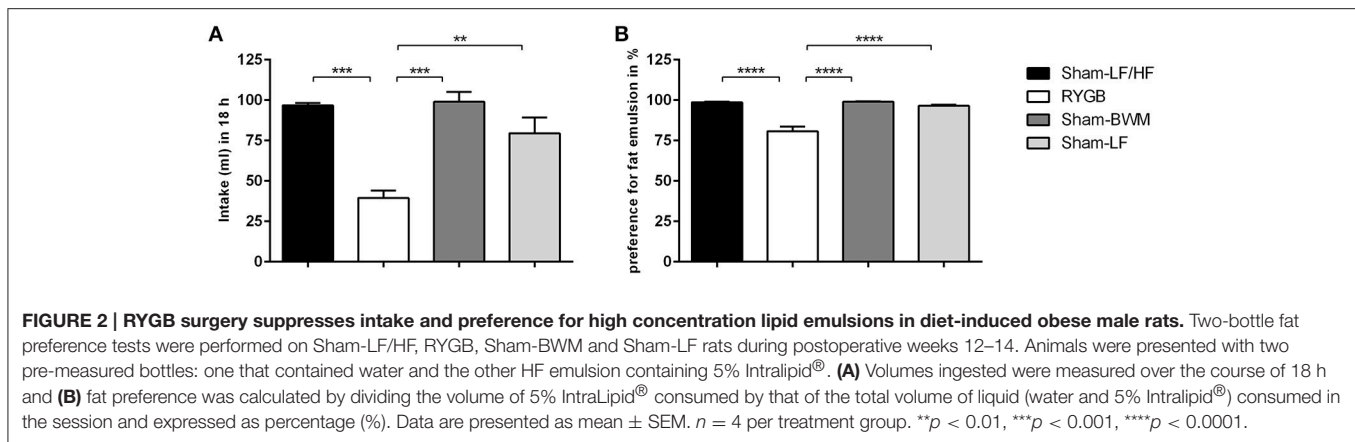 A
B
**
****
***
***
****
****
125
100
75
50
25
0
Intake (ml) in 18 h
125
100
75
50
25
0
preference for fat emulsion in %
Sham-LF/HF
RYGB
Sham-BWM
Sham-LF
FIGURE 2 | RYGB surgery suppresses intake and preference for high concentration lipid emulsions in diet-induced obese male rats. Two-bottle fat
preference tests were performed on Sham-LF/HF, RYGB, Sham-BWM and Sham-LF rats during postoperative weeks 12–14. Animals were presented with two
pre-measured bottles: one that contained water and the other HF emulsion containing 5% Intralipid®. (A) Volumes ingested were measured over the course of 18 h
and (B) fat preference was calculated by dividing the volume of 5% IntraLipid® consumed by that of the total volume of liquid (water and 5% Intralipid®) consumed in
the session and expressed as percentage (%). Data are presented as mean ± SEM. n = 4 per treatment group. **p < 0.01, ***p < 0.001, ****p < 0.0001.